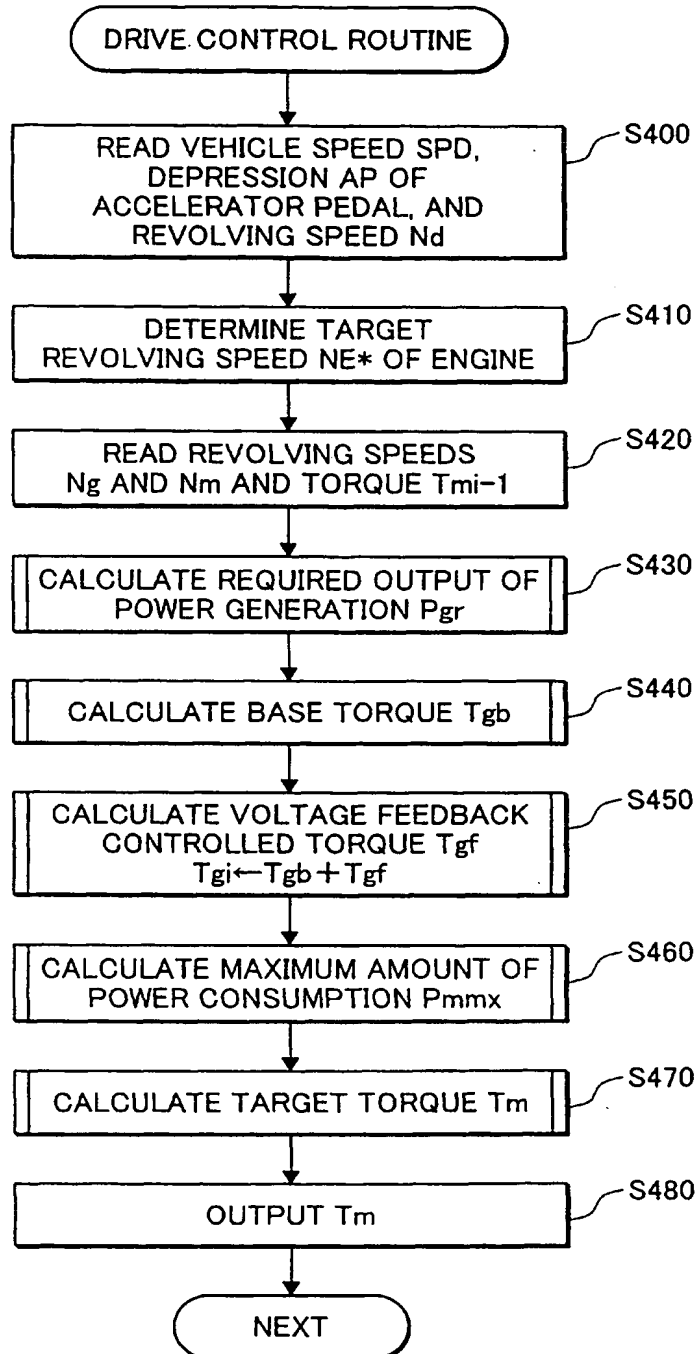 DRIVE CONTROL ROUTINE
S400
READ VEHICLE SPEED SPD,
DEPRESSION AP OF
ACCELERATOR PEDAL, AND
REVOLVING SPEED Nd
S410
DETERMINE TARGET
REVOLVING SPEED NE* OF ENGINE
S420
READ REVOLVING SPEEDS
Ng AND Nm AND TORQUE Tmi-1
S430
CALCULATE REQUIRED OUTPUT OF
POWER GENERATION Pgr
S440
CALCULATE BASE TORQUE Tgb
S450
CALCULATE VOLTAGE FEEDBACK
CONTROLLED TORQUE Tgf
Tgi←Tgb+Tgf
S460
CALCULATE MAXIMUM AMOUNT OF
POWER CONSUMPTION Pmmx
S470
CALCULATE TARGET TORQUE Tm
S480
OUTPUT Tm
NEXT